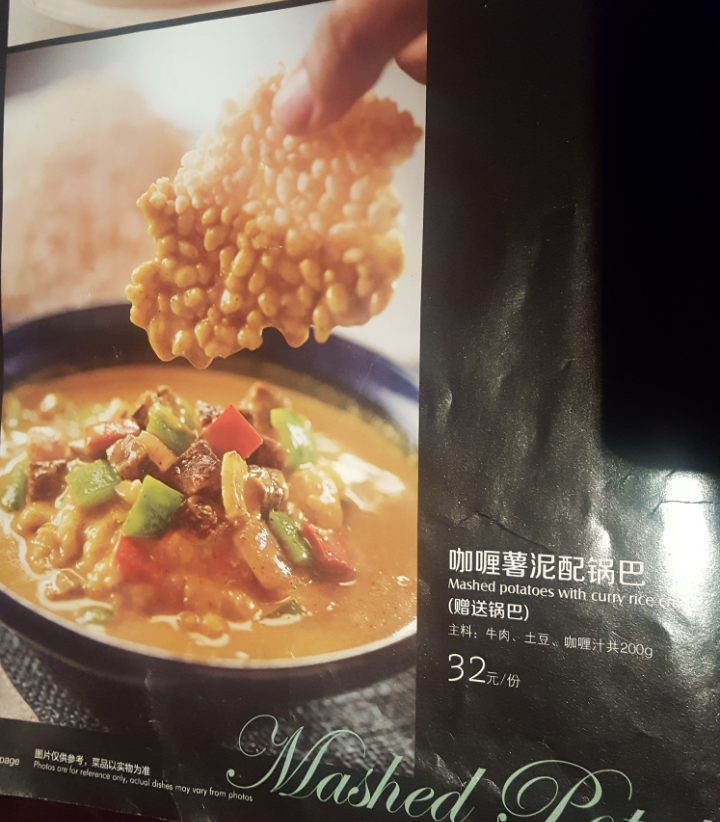 咖喱薯泥配锅巴
Mashed potatoes with curry rice
(赠送锅巴)
主料：牛肉、土豆、咖喱汁共200g
32元/份
page
图片仅供参考，菜品以实物为准
Photos are for reference only, actual dishes may vary from photos
Mashed